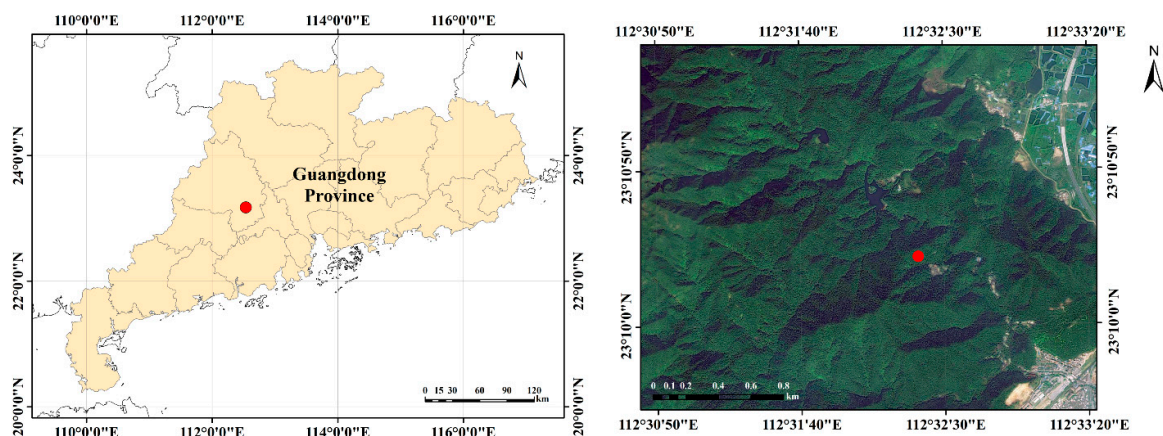 110°0'0"E 112°0'0"E 114°0'0"E 116°0'0"E
N
24°0'0"N
22°0'0"N
20°0'0"N
Guangdong
Province
24°0'0"N
22°0'0"N
20°0'0"N
0 15 30 60 90 120
km
110°0'0"E 112°0'0"E 114°0'0"E 116°0'0"E
112°30'50"E 112°31'40"E 112°32'30"E 112°33'20"E
N
23°10'50"N
23°10'0"N
23°10'50"N
23°10'0"N
0 0.1 0.2 0.4 0.6 0.8
km
112°30'50"E 112°31'40"E 112°32'30"E 112°33'20"E